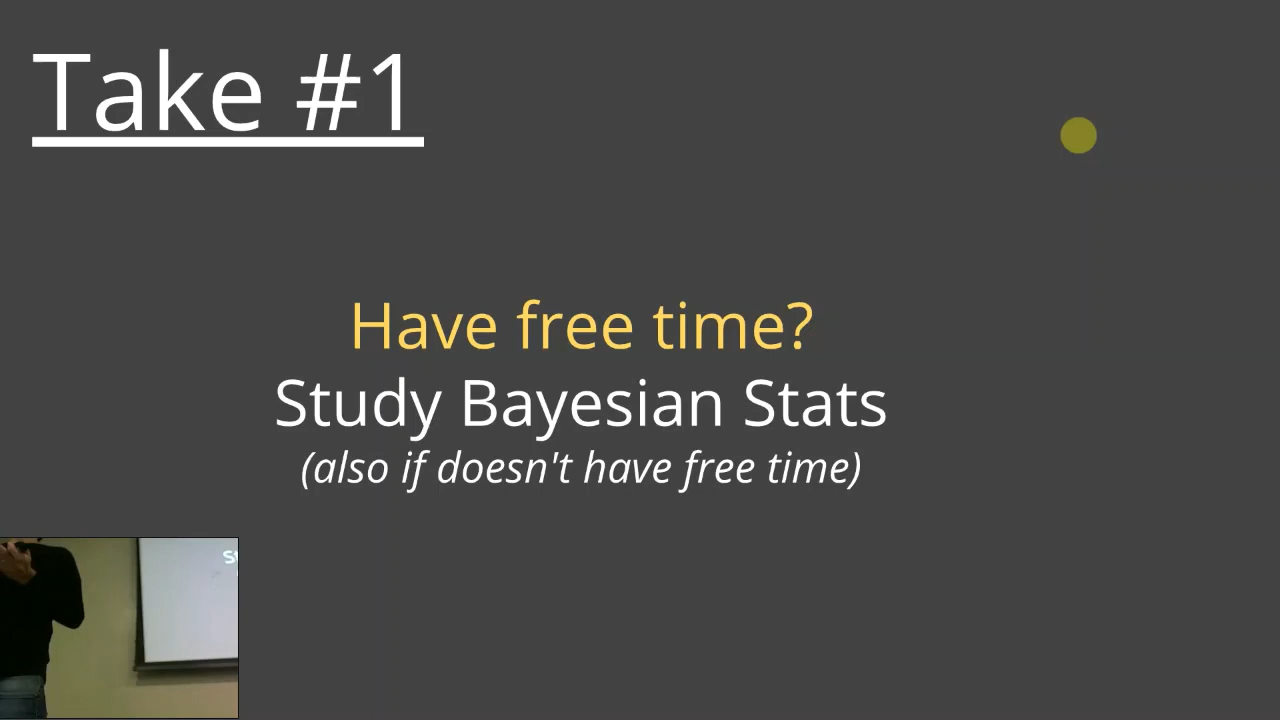 Take #1
Have free time?
Study Bayesian Stats
(also if doesn't have free time)